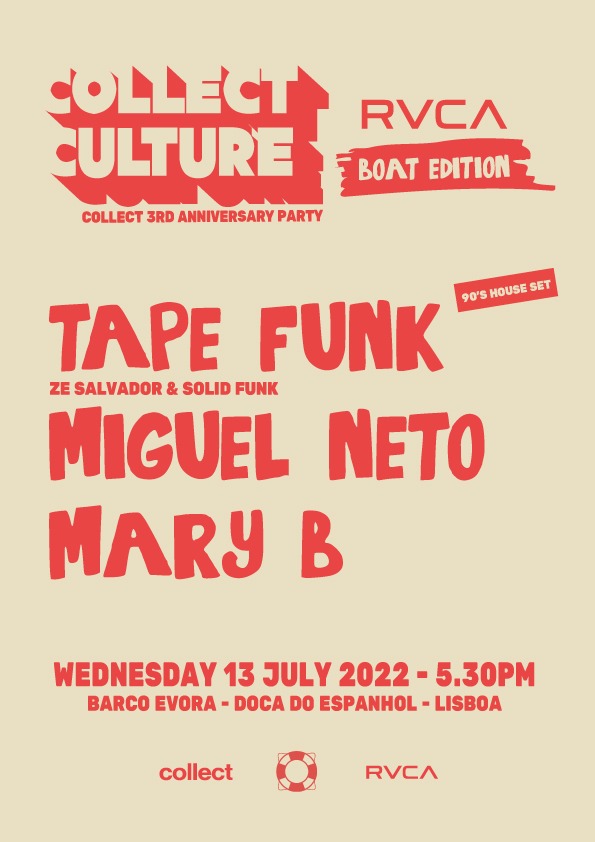 COLLECT
CULTURE
COLLECT 3RD ANNIVERSARY PARTY
RVCA
BOAT EDITION
90'S HOUSE SET
TAPE FUNK
ZE SALVADOR & SOLID FUNK
MIGUEL NETO
MARY B
WEDNESDAY 13 JULY 2022 - 5.30PM
BARCO EVORA - DOCA DO ESPANHOL - LISBOA
collect
RVCA